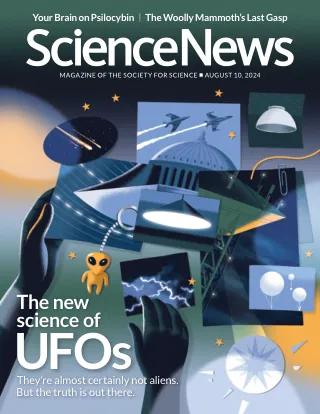 Your Brain on Psilocybin | The Woolly Mammoth's Last Gasp
ScienceNews
MAGAZINE OF THE SOCIETY FOR SCIENCE ■ AUGUST 10, 2024
The new
science of
UFOs
They're almost certainly not aliens.
But the truth is out there.